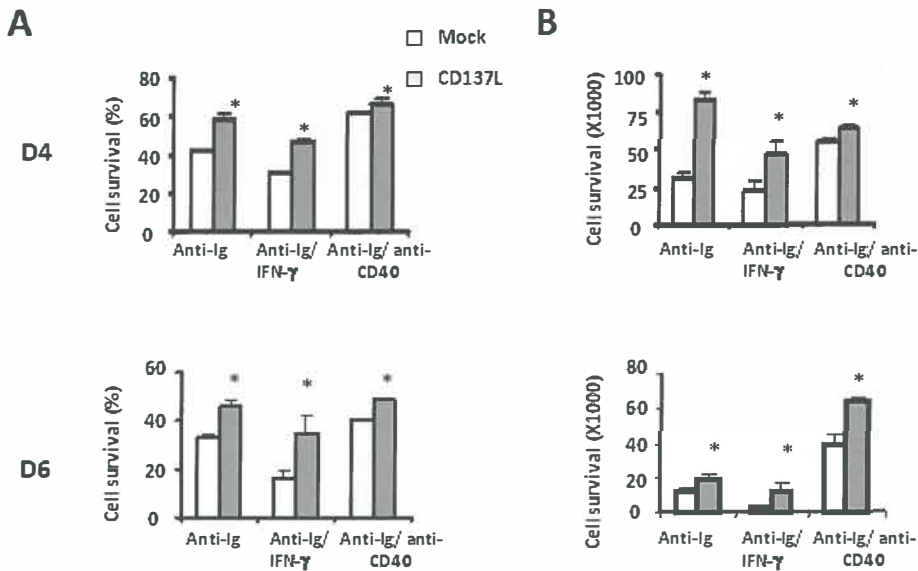 A
B
Mock
CD137L
D4
Cell survival (%)
80
60
40
20
0
*
*
*
Anti-Ig
Anti-Ig/
IFN-γ
Anti-Ig/ anti-
CD40
Cell survival (X1000)
100
75
50
25
0
*
*
*
Anti-Ig
Anti-Ig/
IFN-γ
Anti-Ig/ anti-
CD40
D6
Cell survival (%)
60
40
20
0
*
*
*
Anti-Ig
Anti-Ig/
IFN-γ
Anti-Ig/ anti-
CD40
Cell survival (X1000)
80
60
40
20
0
*
*
*
Anti-Ig
Anti-Ig/
IFN-γ
Anti-Ig/ anti-
CD40